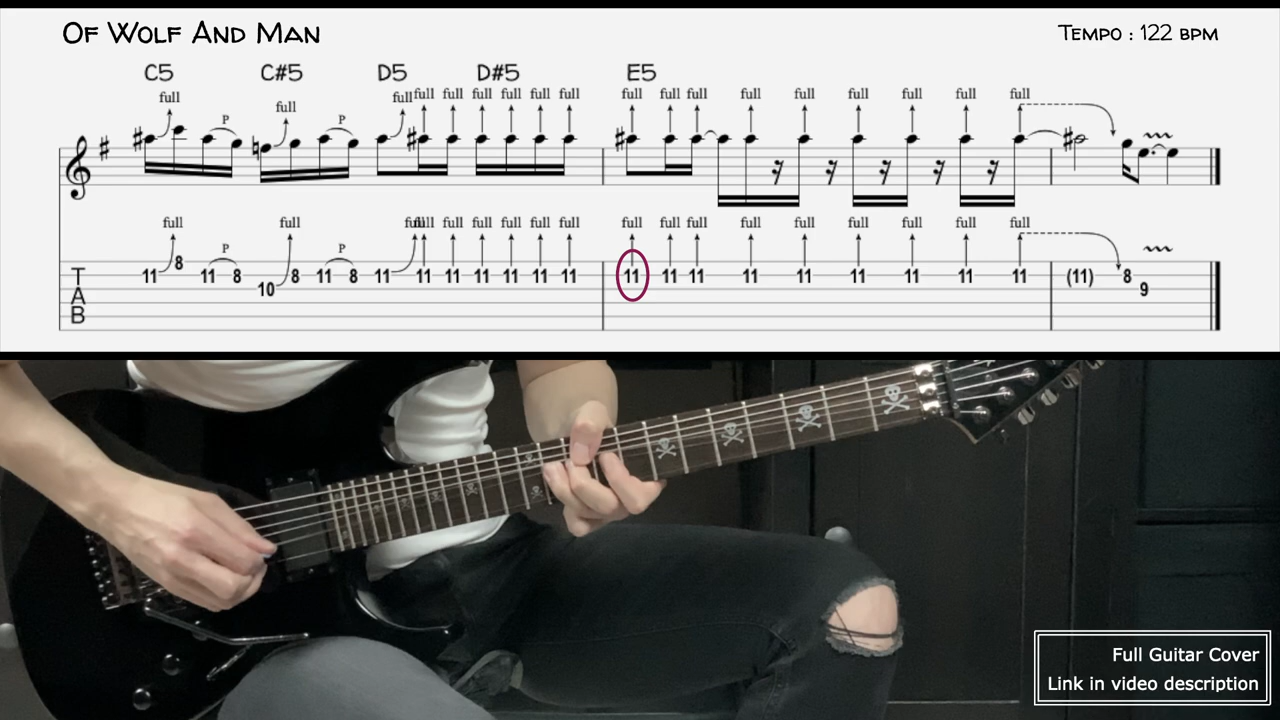 Of Wolf And Man
Tempo : 122 bpm
C5 C#5 D5 D#5 E5
full full full full full full full full full full full full full full full full full full
P P
full full full full full full full full full full full full full full full full full full
P P
T 11 8 11 8 10 8 11 8 11 11 11 11 11 11 11 11 11 11 11 11 11 11 11 11 (11) 8 9
A
B
Full Guitar Cover
Link in video description